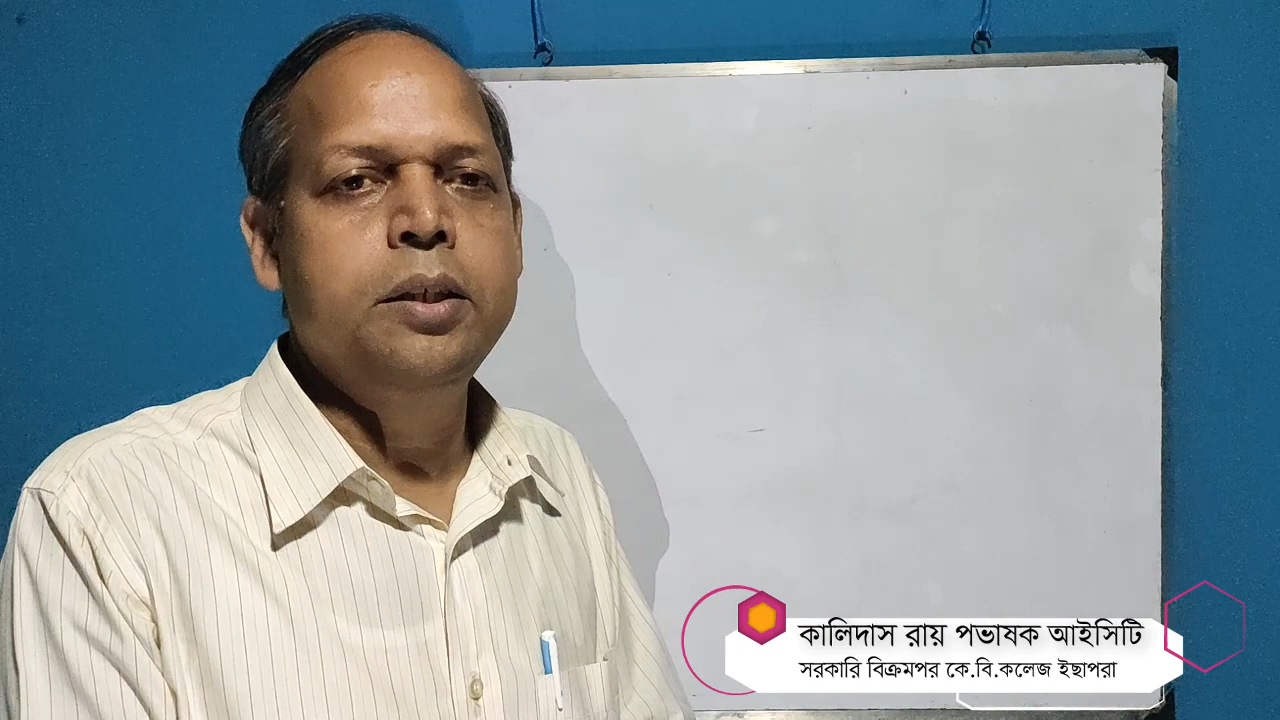 কালিদাস রায় পভাষক আইসিটি
সরকারি বিক্রমপর কে.বি.কলেজ ইছাপরা